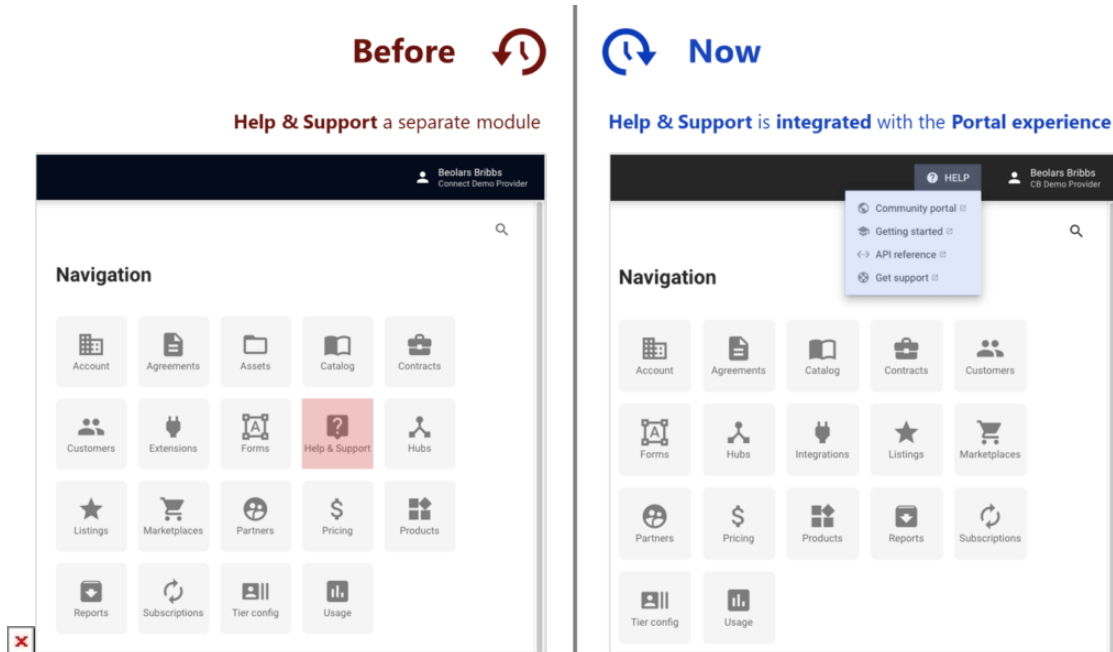 Before
Help & Support a separate module
Beolars Bribbs
Connect Demo Provider
Navigation
Account Agreements Assets Catalog Contracts
Customers Extensions Forms Help & Support Hubs
Listings Marketplaces Partners Pricing Products
Reports Subscriptions Tier config Usage
Now
Help & Support is integrated with the Portal experience
HELP
Beolars Bribbs
CB Demo Provider
Community portal
Getting started
API reference
Get support
Navigation
Account Agreements Catalog Contracts Customers
Forms Hubs Integrations Listings Marketplaces
Partners Pricing Products Reports Subscriptions
Tier config Usage